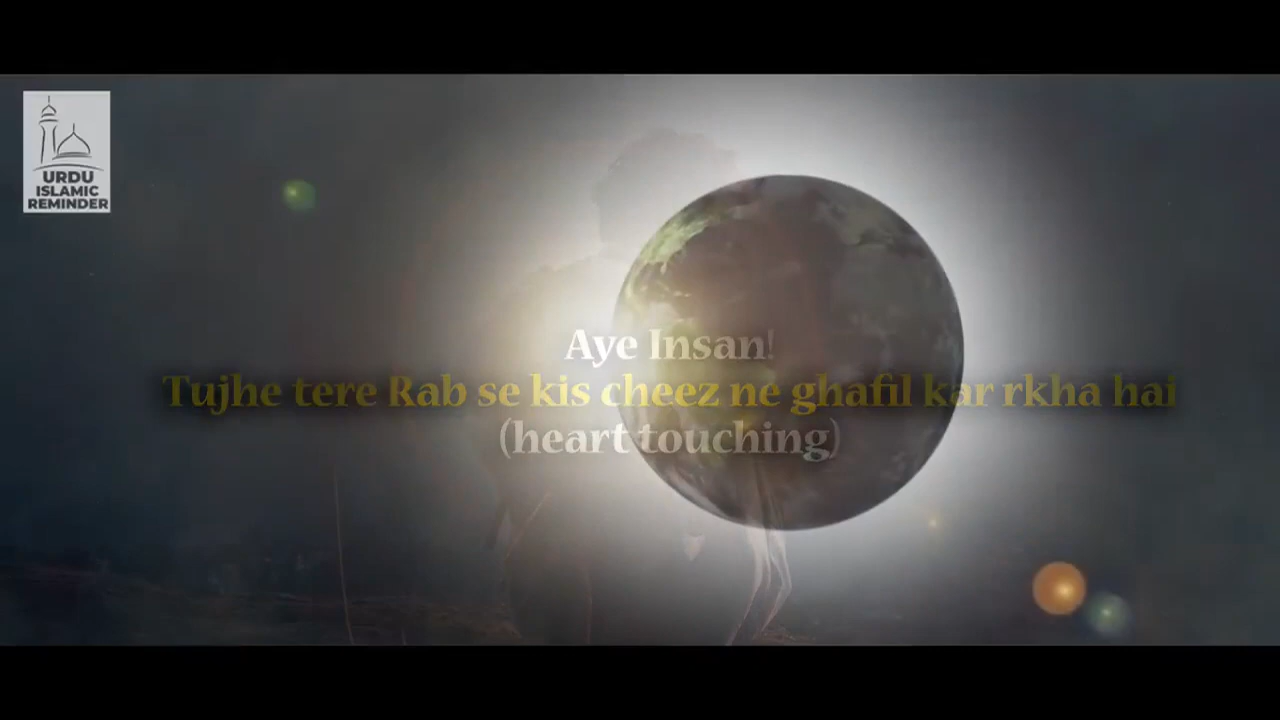 URDU
ISLAMIC
REMINDER
Aye Insan!
Tujhe tere Rab se kis cheez ne ghafil kar rkha hai
(heart touching)